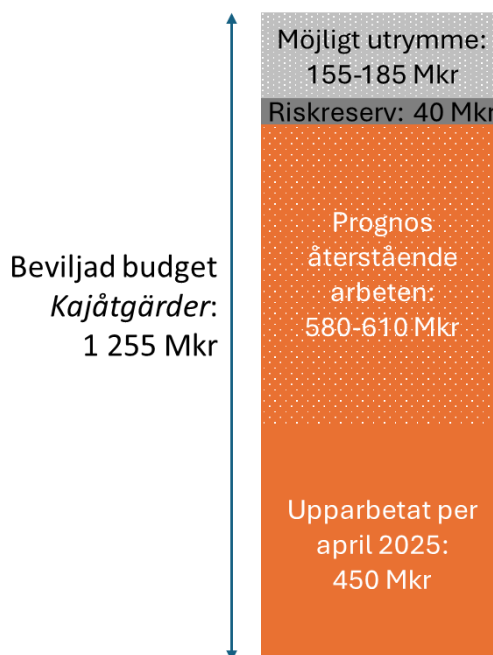 Möjligt utrymme:
155-185 Mkr
Riskreserv: 40 Mkr
Prognos
återstående
arbeten:
580-610 Mkr
Beviljad budget
Kajåtgärder:
1 255 Mkr
Upparbetat per
april 2025:
450 Mkr